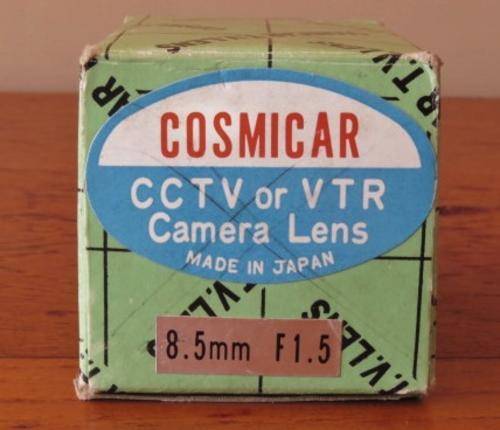 COSMICAR
CCTV or VTR
Camera Lens
MADE IN JAPAN
8.5mm F1.5